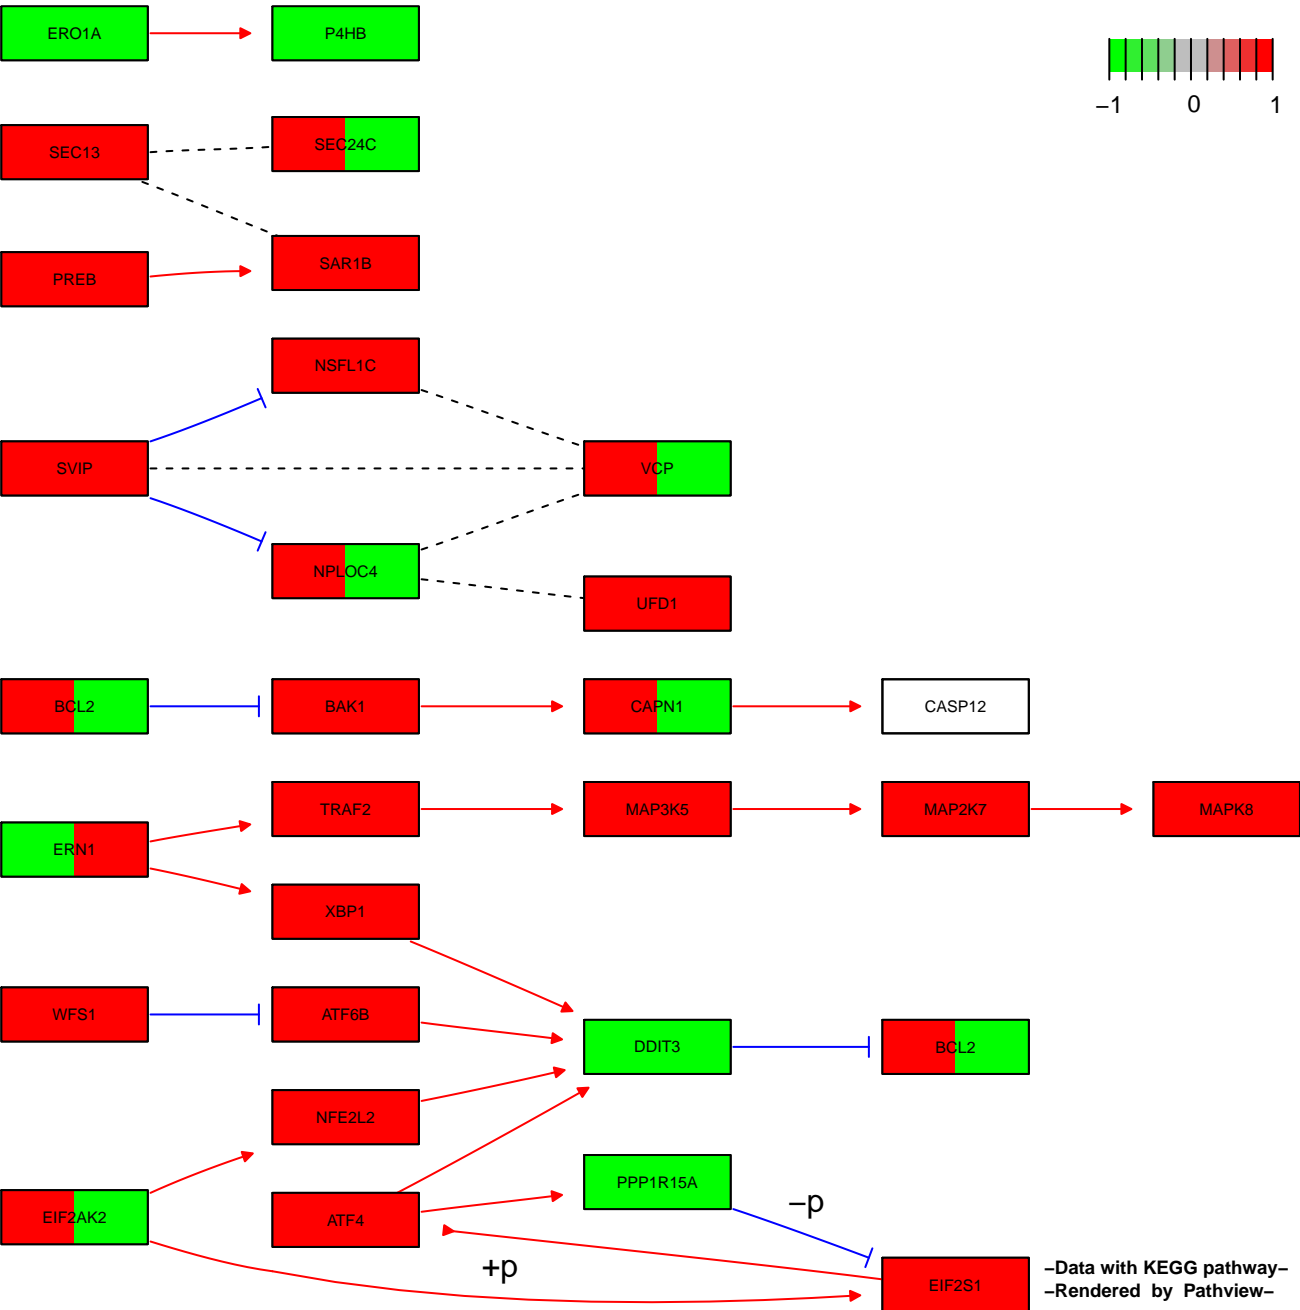 ERO1A
P4HB
−1 0 1
SEC13
SEC24C
PREB
SAR1B
NSFL1C
SVIP
VCP
NPLOC4
UFD1
BCL2
BAK1
CAPN1
CASP12
TRAF2
MAP3K5
MAP2K7
MAPK8
ERN1
XBP1
WFS1
ATF6B
DDIT3
BCL2
NFE2L2
PPP1R15A
EIF2AK2
ATF4
−p
+p
EIF2S1
−Data with KEGG pathway−
−Rendered by Pathview−